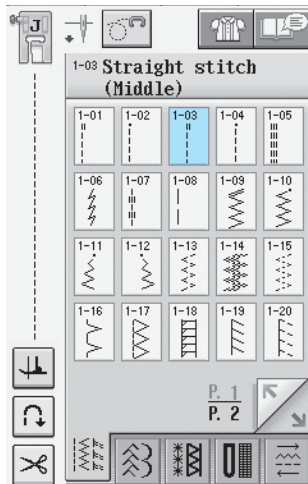 J
1-03 Straight stitch
(Middle)
1-01 1-02 1-03 1-04 1-05
1-06 1-07 1-08 1-09 1-10
1-11 1-12 1-13 1-14 1-15
1-16 1-17 1-18 1-19 1-20
P. 1
P. 2